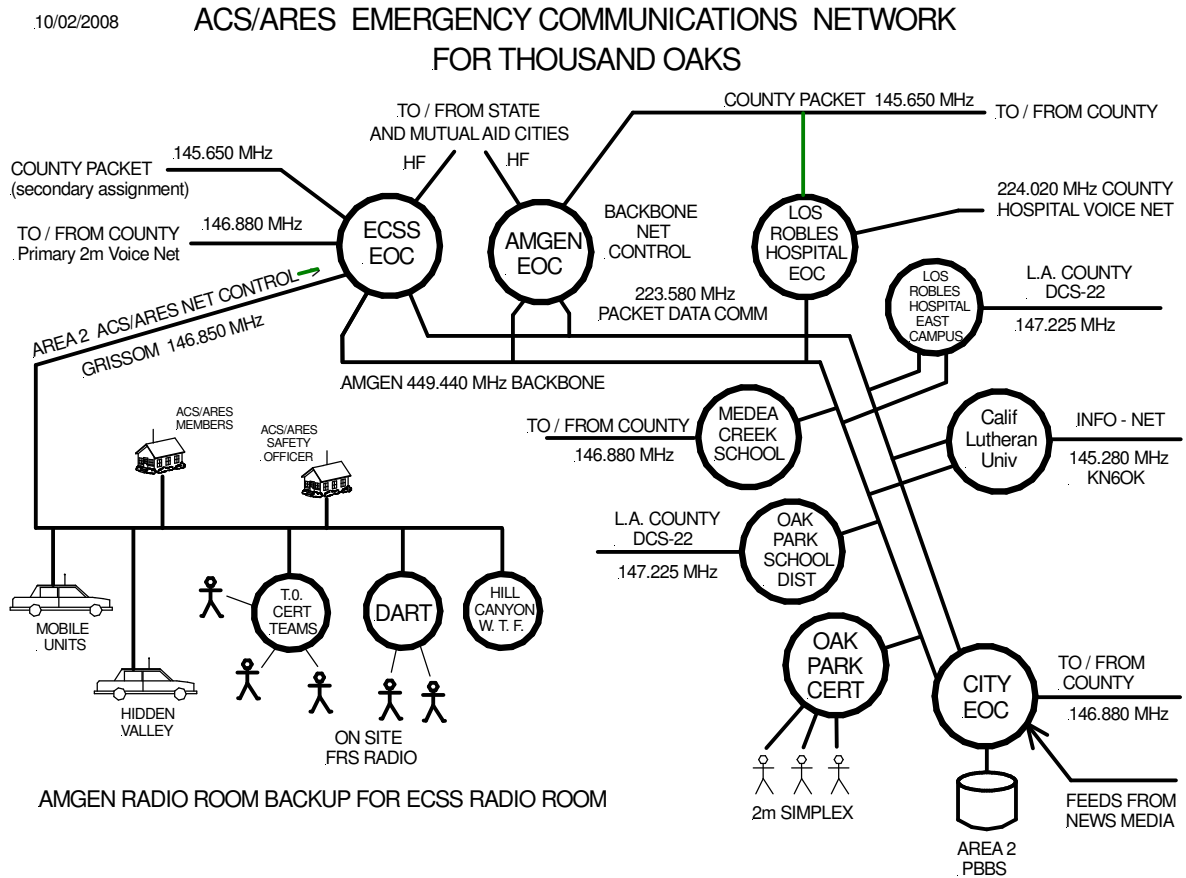 10/02/2008
ACS/ARES EMERGENCY COMMUNICATIONS NETWORK
FOR THOUSAND OAKS
COUNTY PACKET 145.650 MHz
TO / FROM COUNTY
TO / FROM STATE
AND MUTUAL AID CITIES
HF
HF
145.650 MHz
COUNTY PACKET
(secondary assignment)
146.880 MHz
TO / FROM COUNTY
Primary 2m Voice Net
ECSS
EOC
AMGEN
EOC
BACKBONE
NET
CONTROL
LOS
ROBLES
HOSPITAL
EOC
224.020 MHz COUNTY
HOSPITAL VOICE NET
223.580 MHz
PACKET DATA COMM
LOS
ROBLES
HOSPITAL
EAST
CAMPUS
L.A. COUNTY
DCS-22
147.225 MHz
AREA 2 ACS/ARES NET CONTROL
GRISSOM 146.850 MHz
AMGEN 449.440 MHz BACKBONE
ACS/ARES
MEMBERS
ACS/ARES
SAFETY
OFFICER
TO / FROM COUNTY
146.880 MHz
MEDEA
CREEK
SCHOOL
Calif
Lutheran
Univ
INFO - NET
145.280 MHz
KN6OK
L.A. COUNTY
DCS-22
147.225 MHz
OAK
PARK
SCHOOL
DIST
MOBILE
UNITS
HIDDEN
VALLEY
T.0.
CERT
TEAMS
DART
HILL
CANYON
W. T. F.
ON SITE
FRS RADIO
OAK
PARK
CERT
2m SIMPLEX
CITY
EOC
TO / FROM
COUNTY
146.880 MHz
FEEDS FROM
NEWS MEDIA
AREA 2
PBBS
AMGEN RADIO ROOM BACKUP FOR ECSS RADIO ROOM